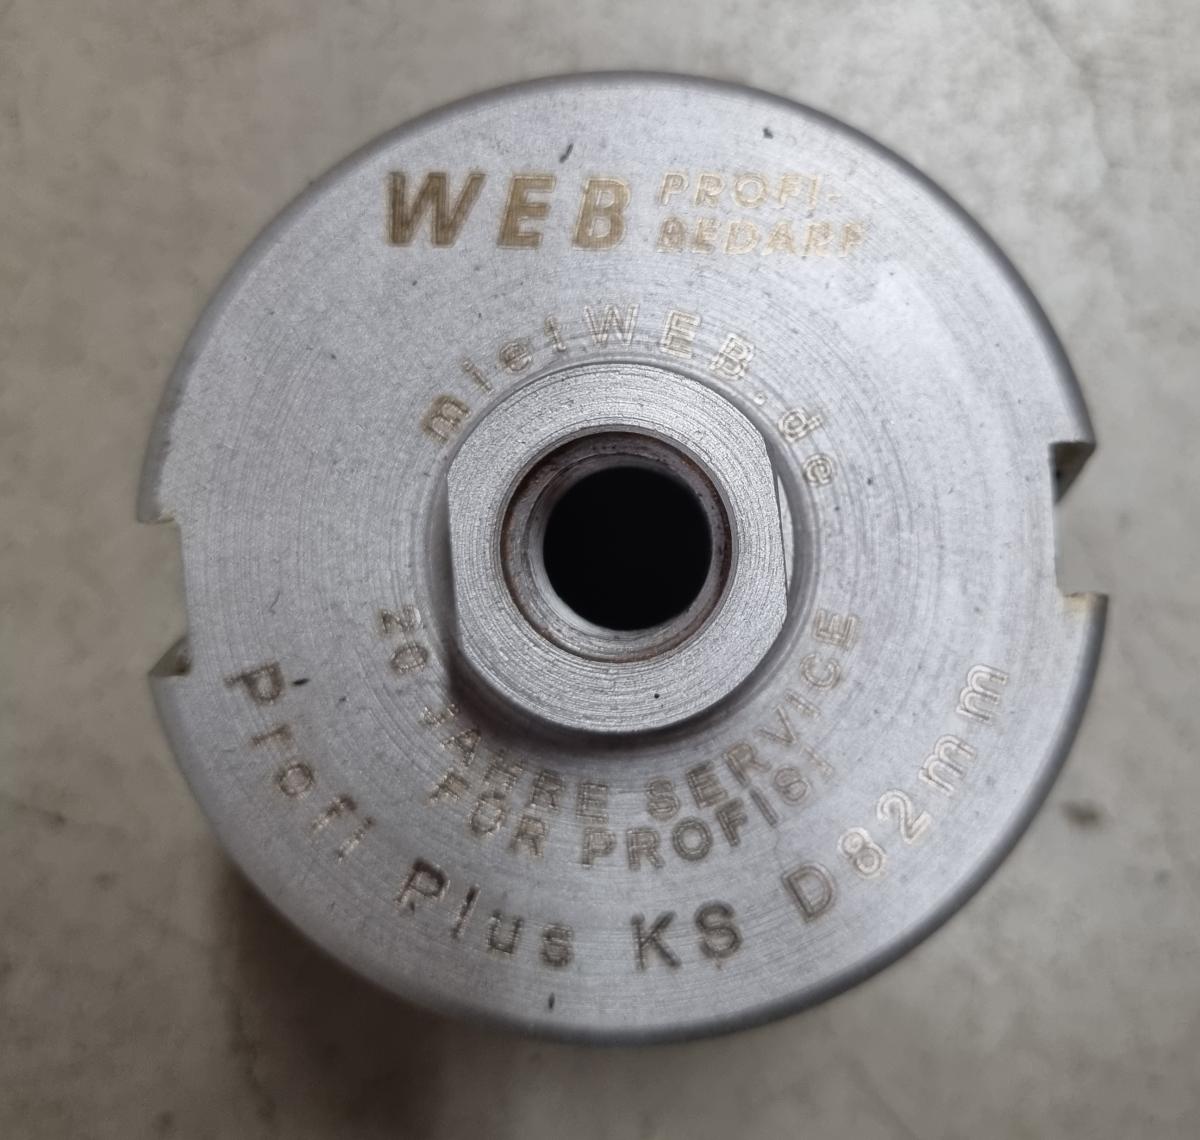 WEB PROFI-
BEDARF
mietWEB.de
20 JAHRE SERVICE
FÜR PROFIS!
Profi Plus KS D82mm